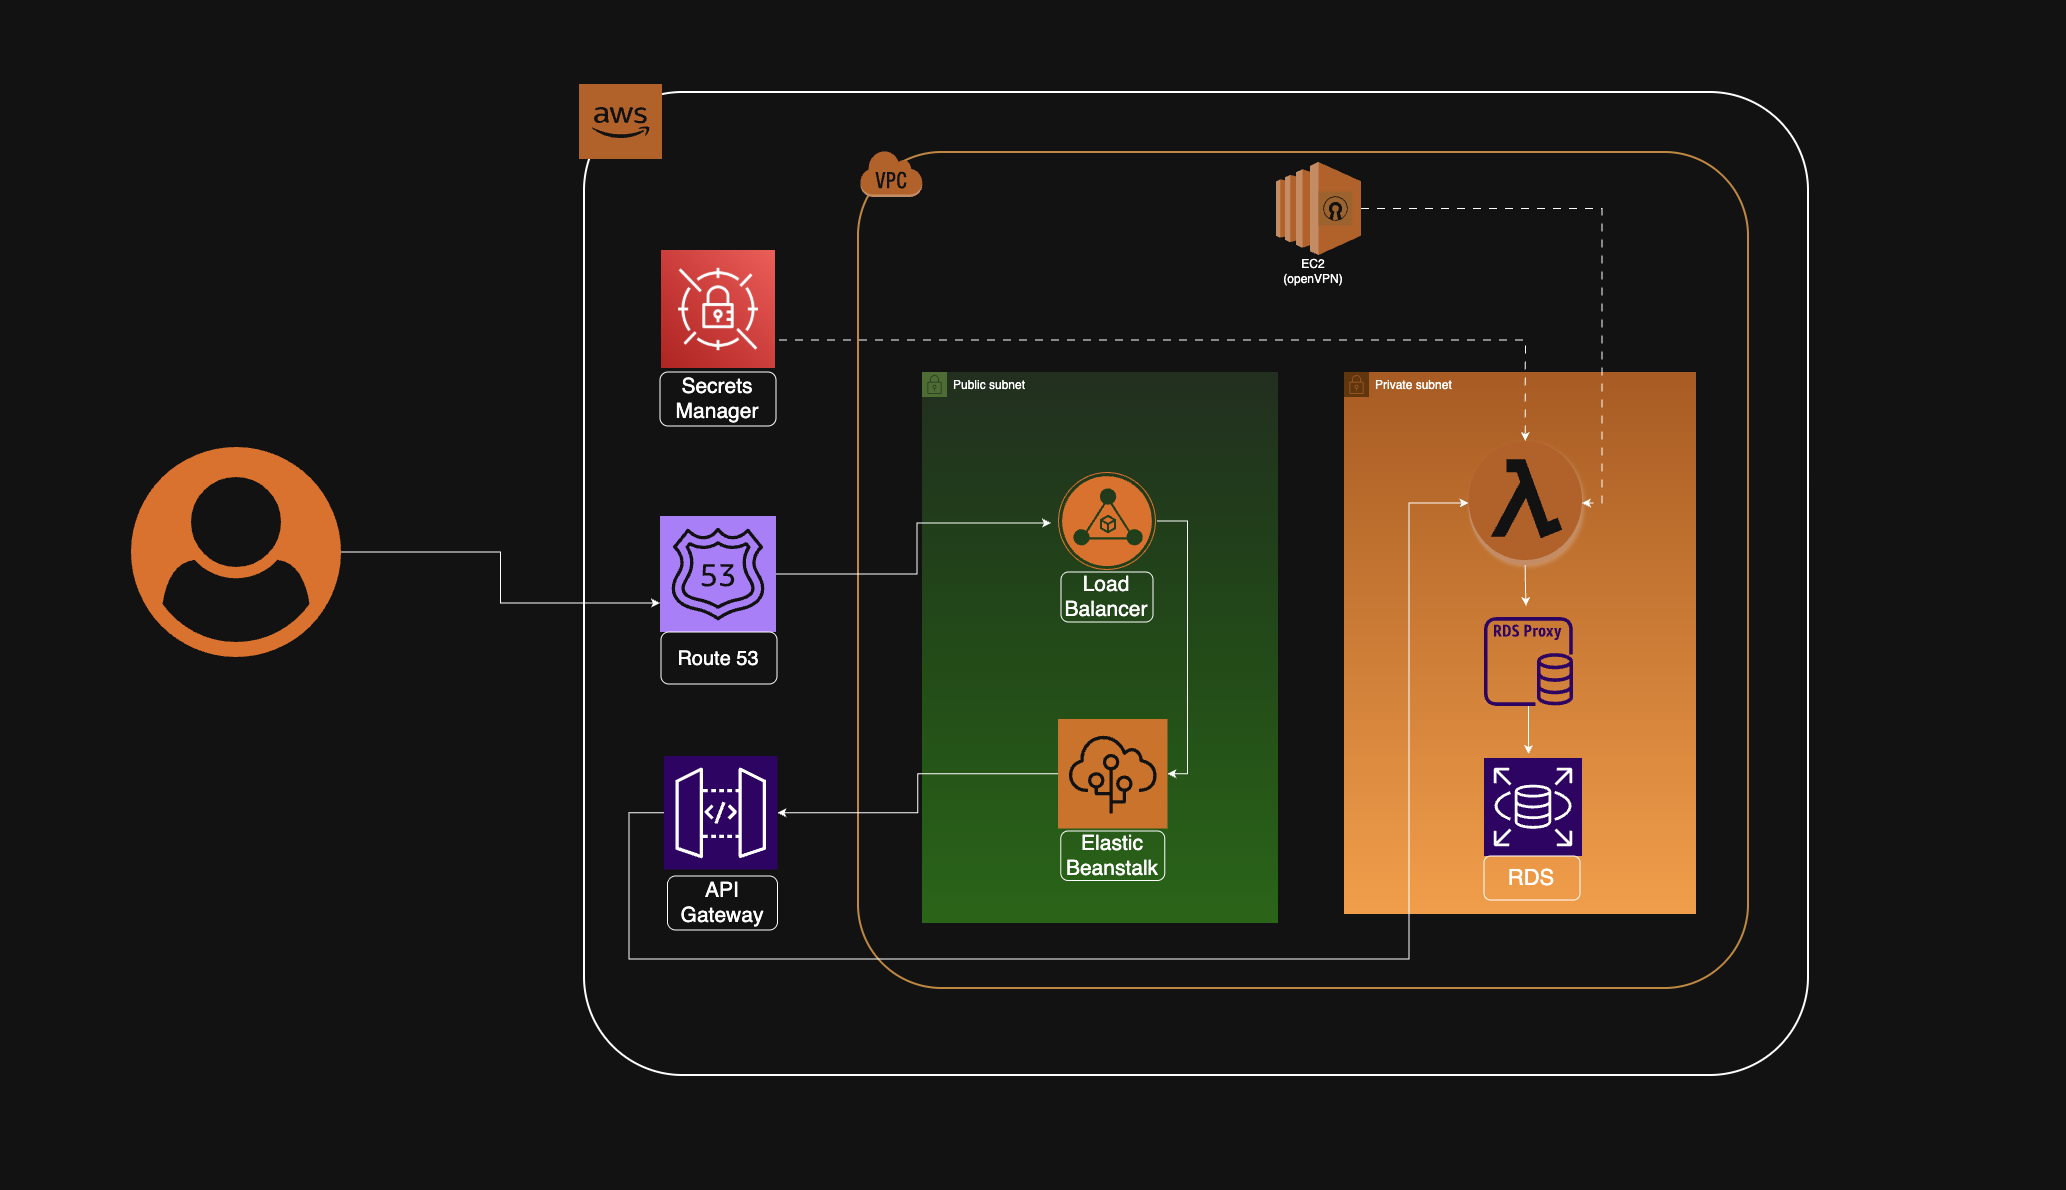 aws
VPC
EC2
(openVPN)
Secrets
Manager
Public subnet
Private subnet
53
Route 53
Load
Balancer
RDS Proxy
</>
API
Gateway
Elastic
Beanstalk
RDS